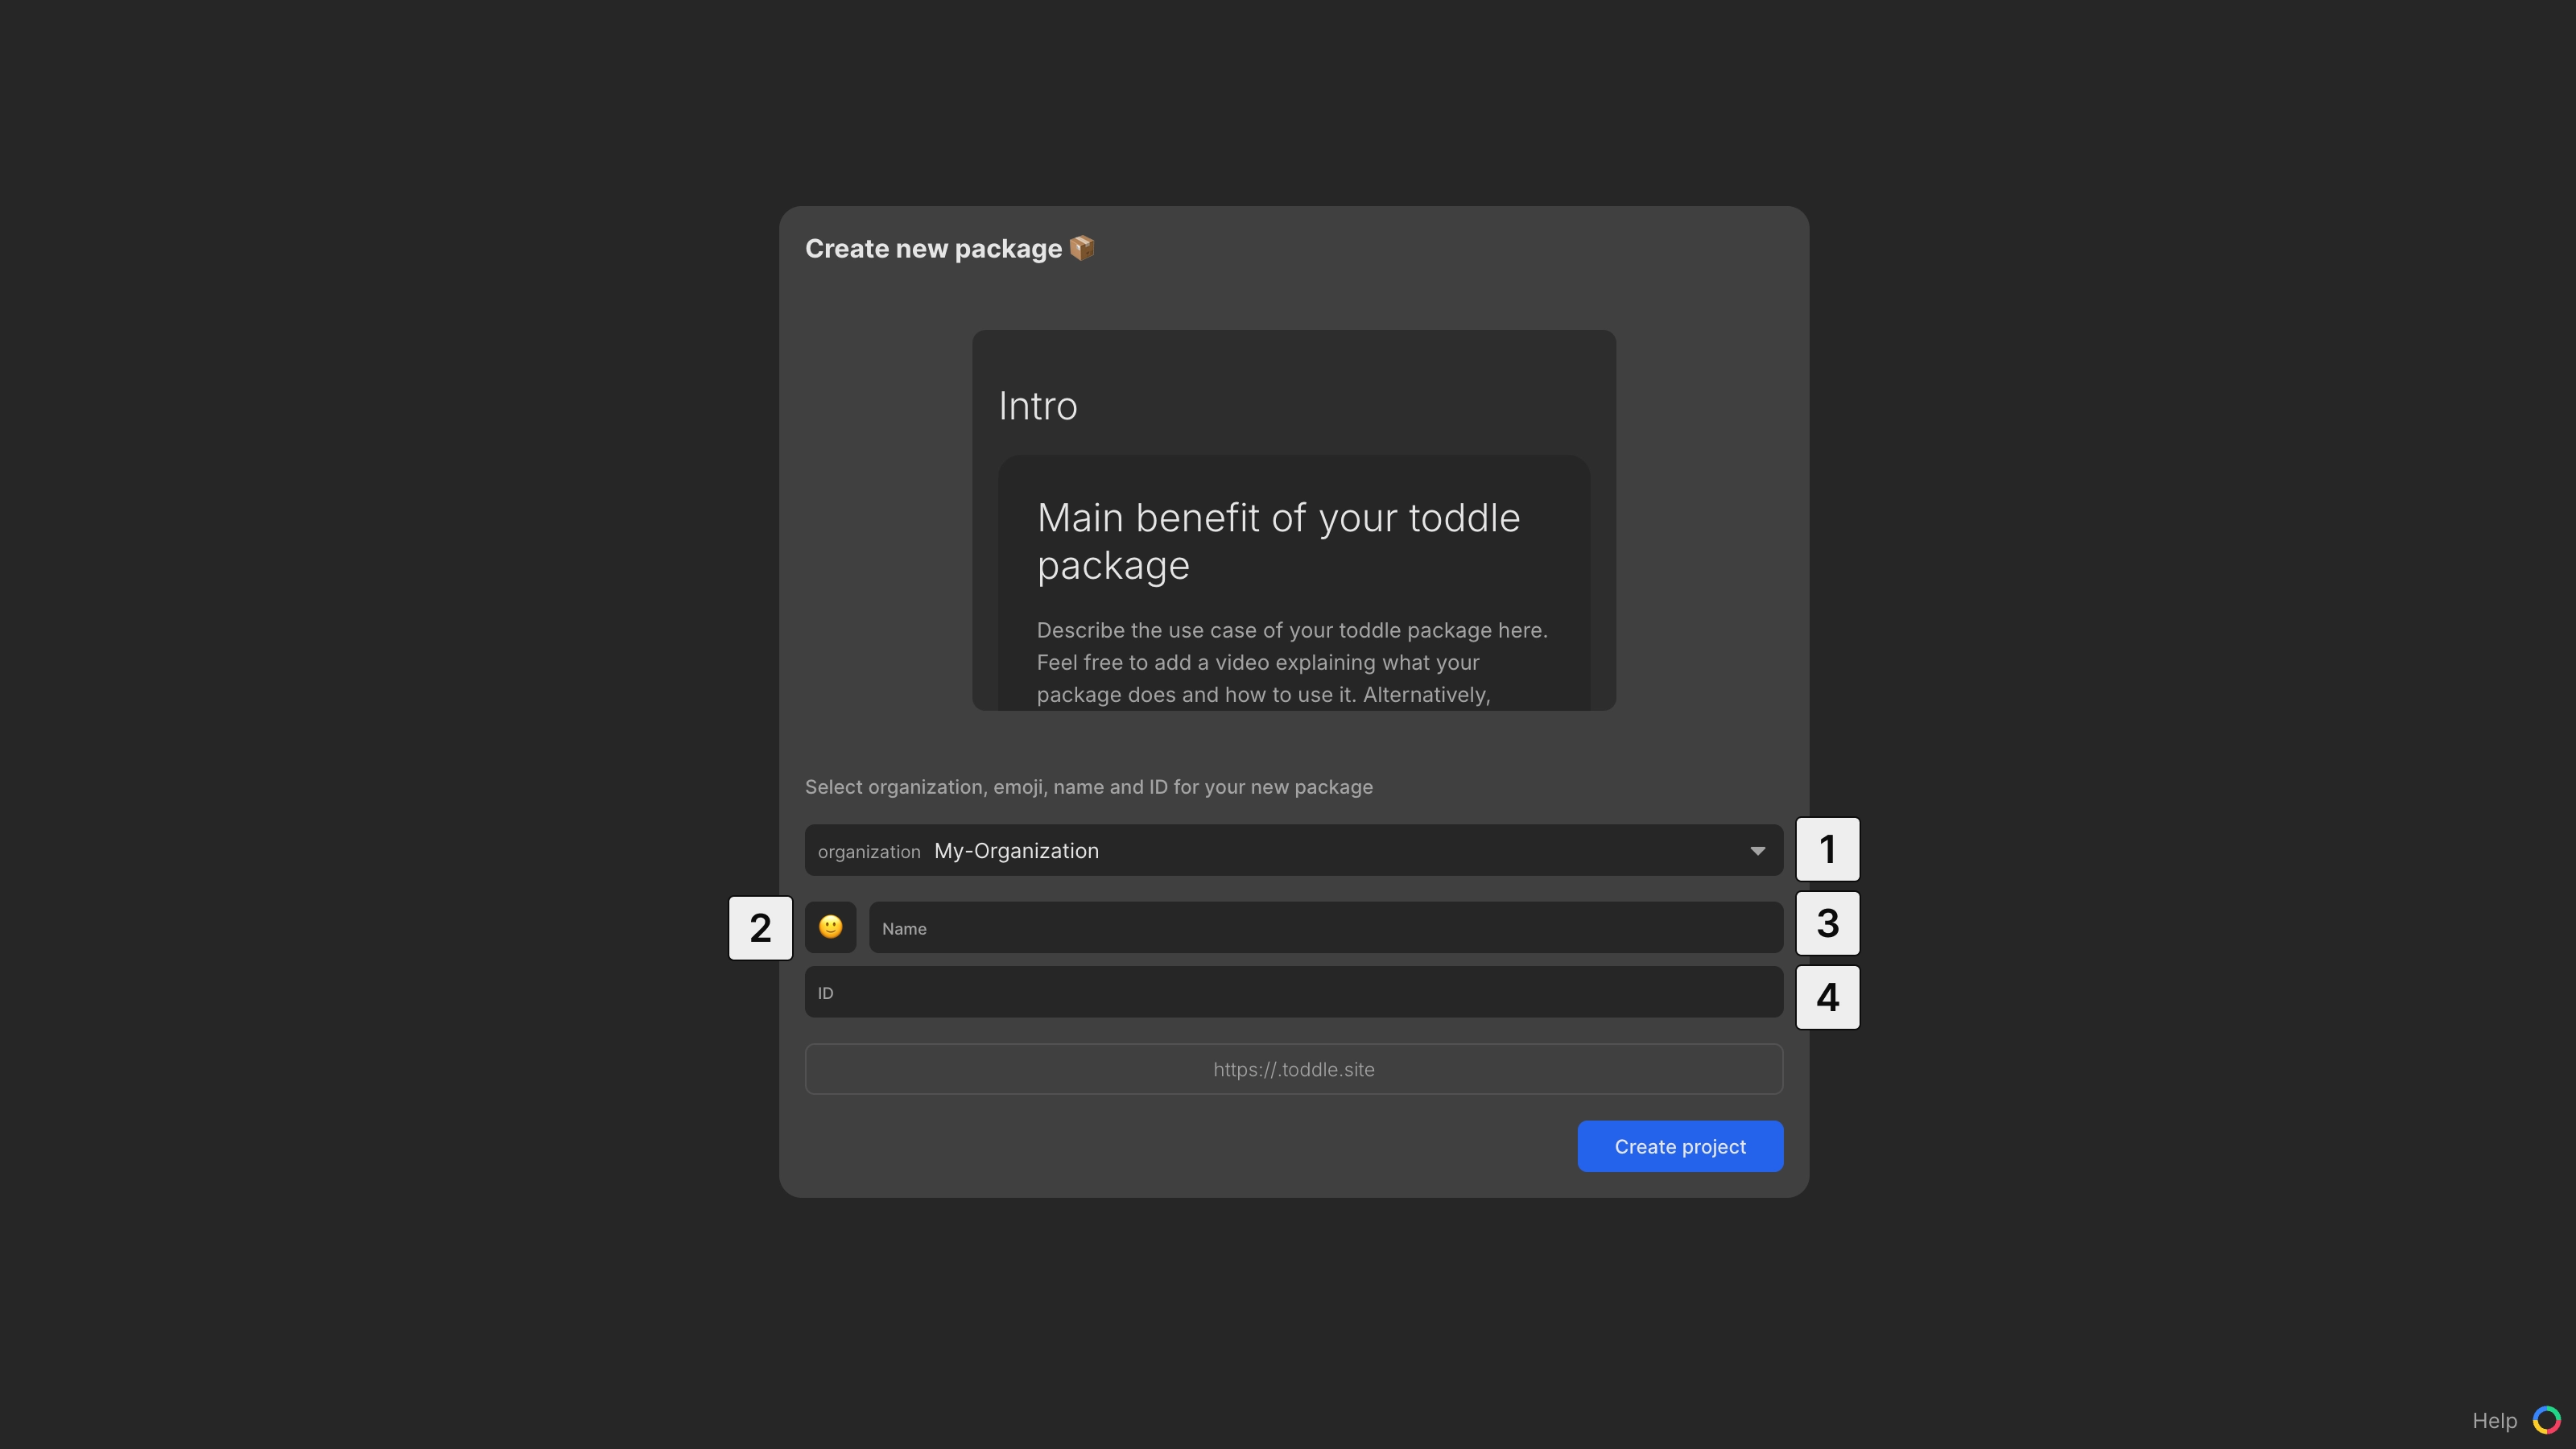 Create new package 📦
Intro
Main benefit of your toddle
package
Describe the use case of your toddle package here.
Feel free to add a video explaining what your
package does and how to use it. Alternatively,
Select organization, emoji, name and ID for your new package
organization My-Organization
1
2
🙂 Name
3
ID
4
https://.toddle.site
Create project
Help